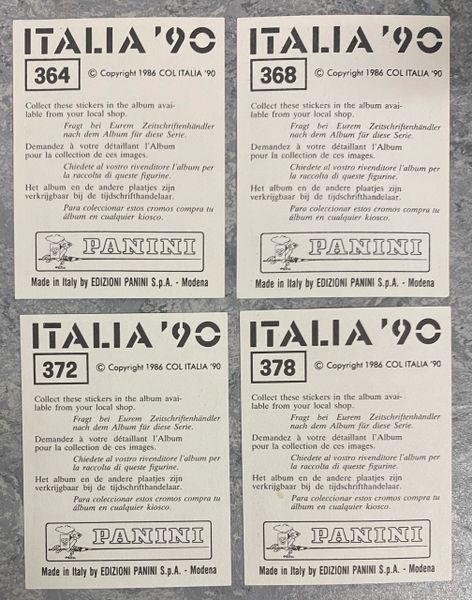 ITALIA '90
364 © Copyright 1986 COL ITALIA '90
Collect these stickers in the album avai-
lable from your local shop.
Fragt bei Eurem Zeitschriftenhändler
nach dem Album für diese Serie.
Demandez à votre détaillant l'Album
pour la collection de ces images.
Chiedete al vostro rivenditore l'album per
la raccolta di queste figurine.
Het album en de andere plaatjes zijn
verkrijgbaar bij de tijdschrifthandelaar.
Para coleccionar estos cromos compra tu
álbum en cualquier kiosco.
PANINI
Made in Italy by EDIZIONI PANINI S.p.A. - Modena
ITALIA '90
368 © Copyright 1986 COL ITALIA '90
Collect these stickers in the album avai-
lable from your local shop.
Fragt bei Eurem Zeitschriftenhändler
nach dem Album für diese Serie.
Demandez à votre détaillant l'Album
pour la collection de ces images.
Chiedete al vostro rivenditore l'album per
la raccolta di queste figurine.
Het album en de andere plaatjes zijn
verkrijgbaar bij de tijdschrifthandelaar.
Para coleccionar estos cromos compra tu
álbum en cualquier kiosco.
PANINI
Made in Italy by EDIZIONI PANINI S.p.A. - Modena
ITALIA '90
372 © Copyright 1986 COL ITALIA '90
Collect these stickers in the album avai-
lable from your local shop.
Fragt bei Eurem Zeitschriftenhändler
nach dem Album für diese Serie.
Demandez à votre détaillant l'Album
pour la collection de ces images.
Chiedete al vostro rivenditore l'album per
la raccolta di queste figurine.
Het album en de andere plaatjes zijn
verkrijgbaar bij de tijdschrifthandelaar.
Para coleccionar estos cromos compra tu
álbum en cualquier kiosco.
PANINI
Made in Italy by EDIZIONI PANINI S.p.A. - Modena
ITALIA '90
378 © Copyright 1986 COL ITALIA '90
Collect these stickers in the album avai-
lable from your local shop.
Fragt bei Eurem Zeitschriftenhändler
nach dem Album für diese Serie.
Demandez à votre détaillant l'Album
pour la collection de ces images.
Chiedete al vostro rivenditore l'album per
la raccolta di queste figurine.
Het album en de andere plaatjes zijn
verkrijgbaar bij de tijdschrifthandelaar.
Para coleccionar estos cromos compra tu
álbum en cualquier kiosco.
PANINI
Made in Italy by EDIZIONI PANINI S.p.A. - Modena